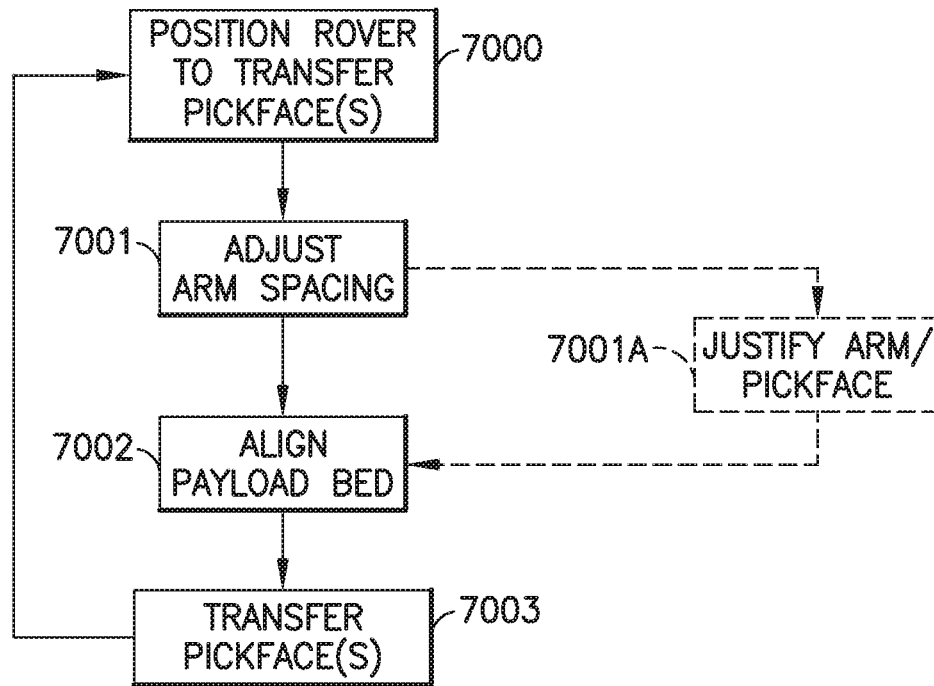 POSITION ROVER
TO TRANSFER
PICKFACE(S)
7000
7001
ADJUST
ARM SPACING
7001A
JUSTIFY ARM/
PICKFACE
7002
ALIGN
PAYLOAD BED
TRANSFER
PICKFACE(S)
7003